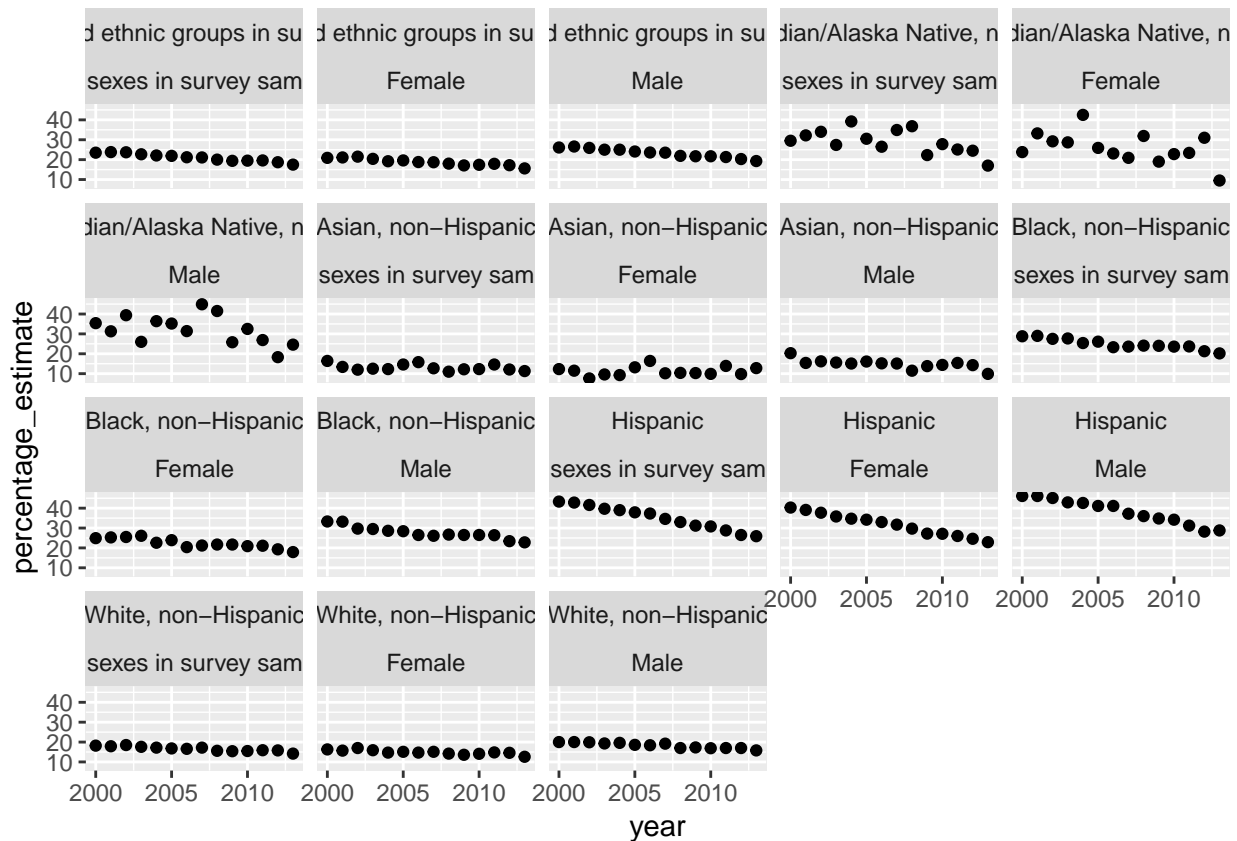 d ethnic groups in su
sexes in survey sam
d ethnic groups in su
Female
d ethnic groups in su
Male
dian/Alaska Native, n
sexes in survey sam
dian/Alaska Native, n
Female
40
30
20
10
dian/Alaska Native, n
Male
Asian, non−Hispanic
sexes in survey sam
Asian, non−Hispanic
Female
Asian, non−Hispanic
Male
Black, non−Hispanic
sexes in survey sam
40
30
20
10
Black, non−Hispanic
Female
Black, non−Hispanic
Male
Hispanic
sexes in survey sam
Hispanic
Female
Hispanic
Male
40
30
20
10
2000 2005 2010
2000 2005 2010
White, non−Hispanic
sexes in survey sam
White, non−Hispanic
Female
White, non−Hispanic
Male
40
30
20
10
2000 2005 2010
2000 2005 2010
2000 2005 2010
year
percentage_estimate